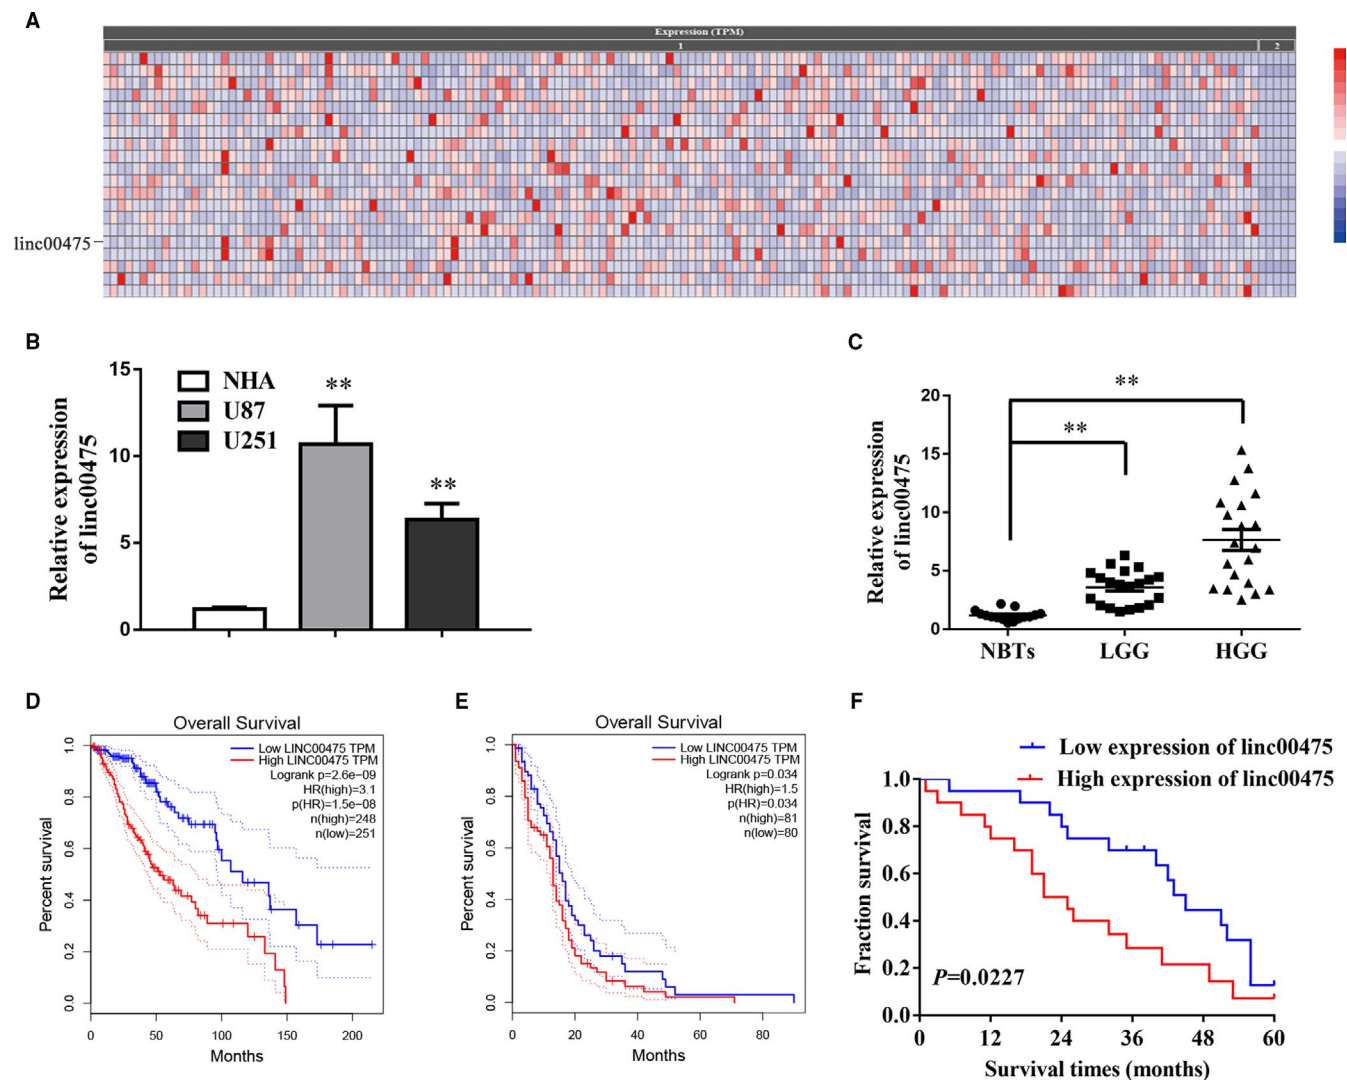 A
Expression (TPM)
1
2
linc00475
B
Relative expression
of linc00475
15
10
5
0
NHA
U87
U251
**
**
C
Relative expression
of linc00475
20
15
10
5
0
**
**
NBTs
LGG
HGG
D
Overall Survival
Percent survival
1.0
0.8
0.6
0.4
0.2
0.0
Low LINC00475 TPM
High LINC00475 TPM
Logrank p=2.6e-09
HR(high)=3.1
p(HR)=1.5e-08
n(high)=248
n(low)=251
0 50 100 150 200
Months
E
Overall Survival
Percent survival
1.0
0.8
0.6
0.4
0.2
0.0
Low LINC00475 TPM
High LINC00475 TPM
Logrank p=0.034
HR(high)=1.5
p(HR)=0.034
n(high)=81
n(low)=80
0 20 40 60 80
Months
F
Low expression of linc00475
High expression of linc00475
Fraction survival
1.0
0.8
0.6
0.4
0.2
0.0
P=0.0227
0 12 24 36 48 60
Survival times (months)